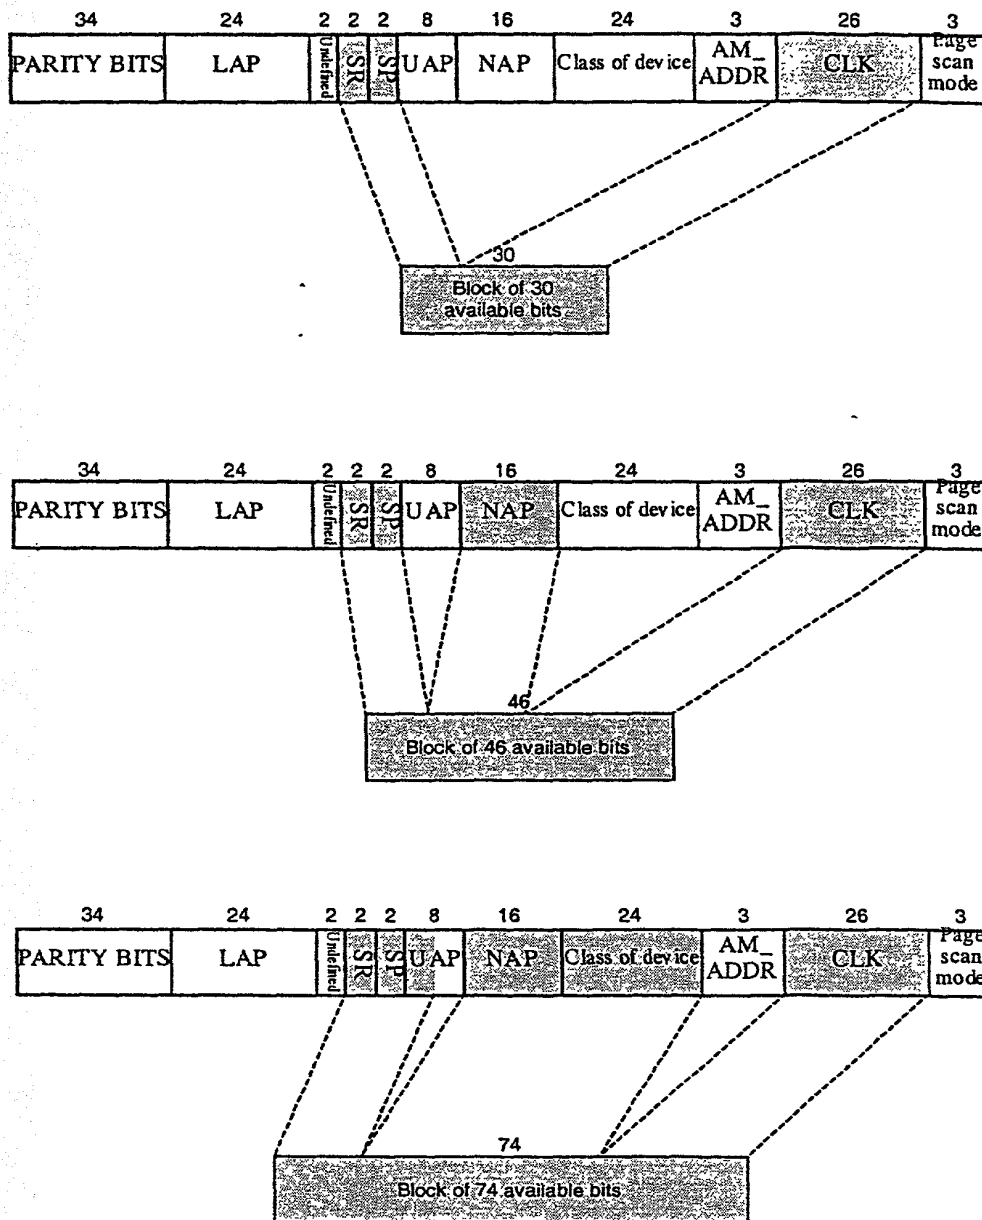 34 24 2 2 2 8 16 24 3 26 3
PARITY BITS LAP Undefined SR SP UAP NAP Class of device AM_ ADDR CLK Page scan mode
30
Block of 30
available bits
34 24 2 2 2 8 16 24 3 26 3
PARITY BITS LAP Undefined SR SP UAP NAP Class of device AM_ ADDR CLK Page scan mode
46
Block of 46 available bits
34 24 2 2 2 8 16 24 3 26 3
PARITY BITS LAP Undefined SR SP UAP NAP Class of device AM_ ADDR CLK Page scan mode
74
Block of 74 available bits